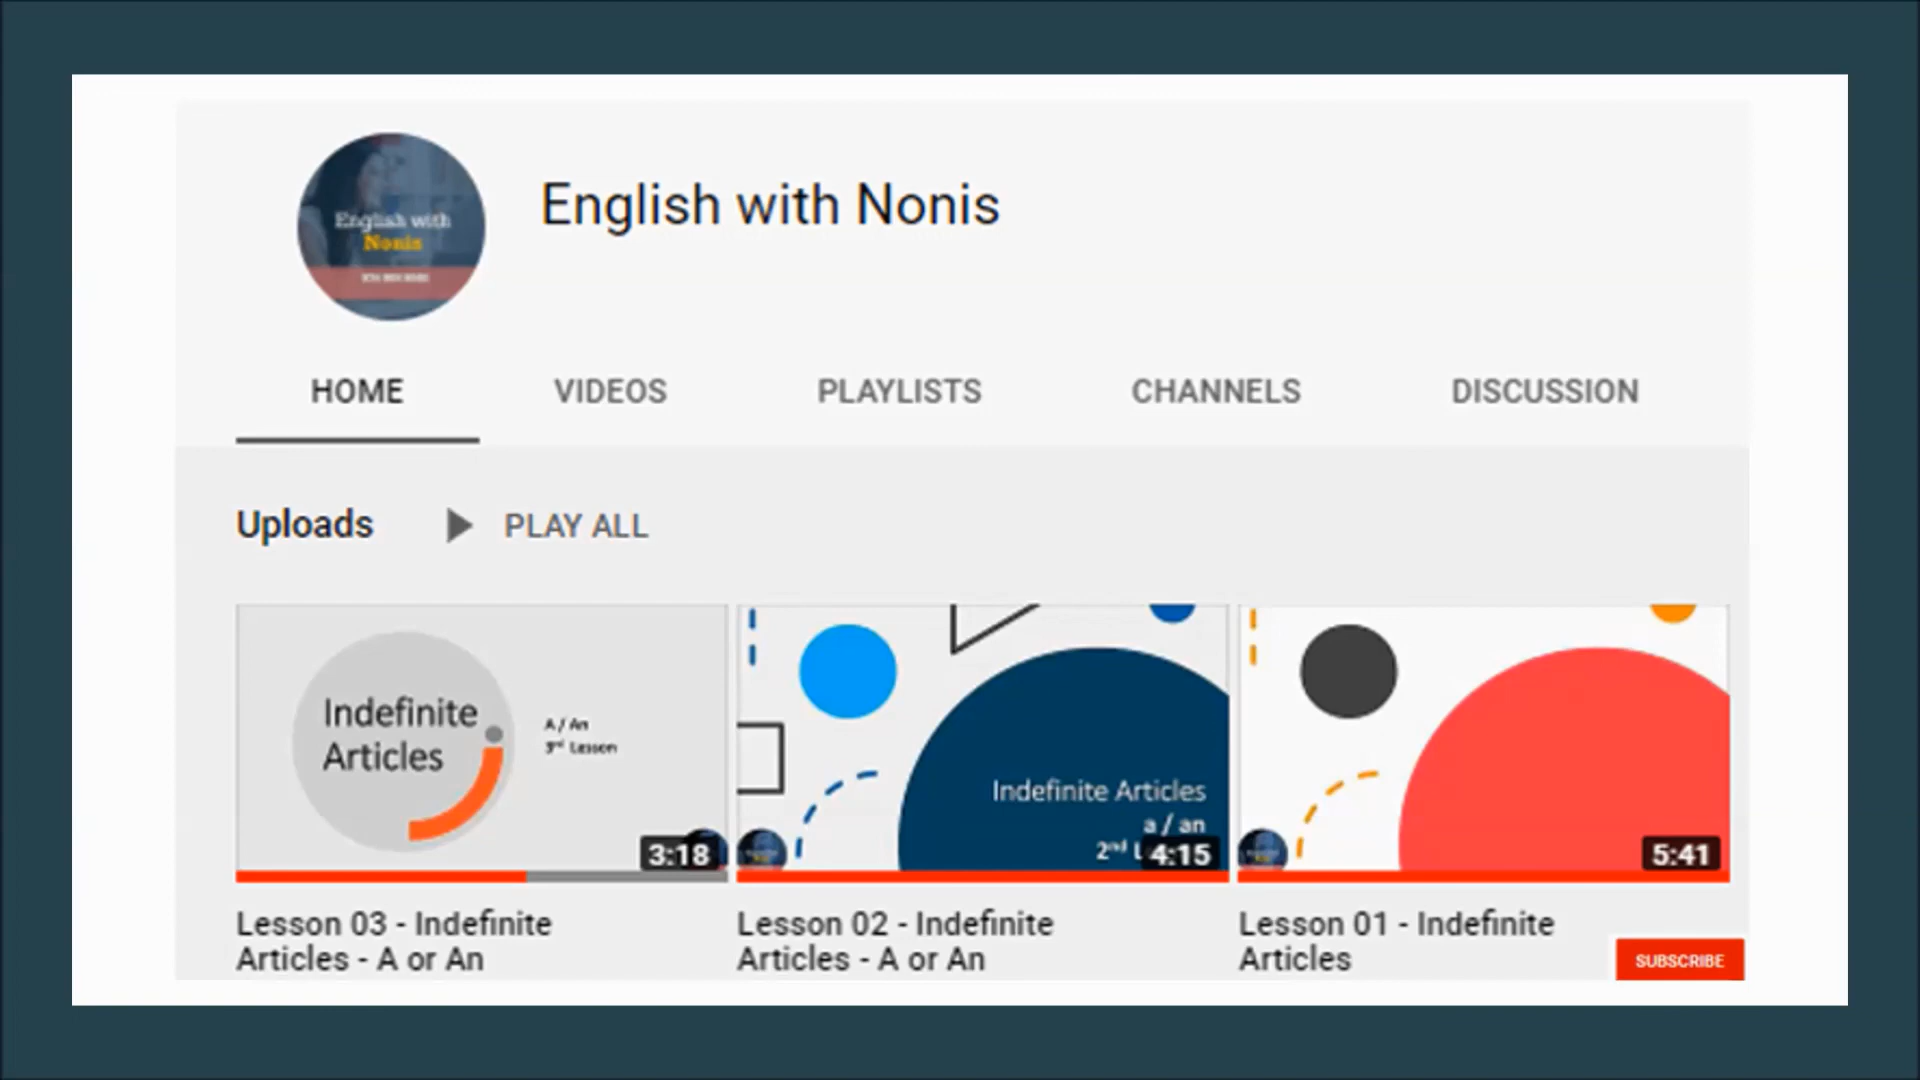 English with
Nonis
English with Nonis
HOME VIDEOS PLAYLISTS CHANNELS DISCUSSION
Uploads PLAY ALL
Indefinite
Articles
A / An
3rd Lesson
3:18
Indefinite Articles
a / an
2nd L
4:15
5:41
Lesson 03 - Indefinite
Articles - A or An
Lesson 02 - Indefinite
Articles - A or An
Lesson 01 - Indefinite
Articles
SUBSCRIBE